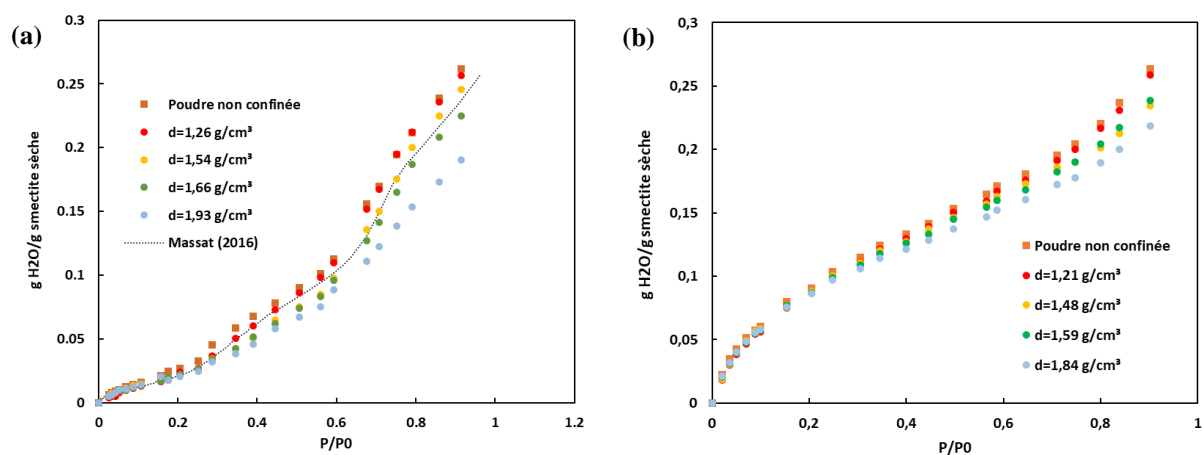 (a)
g H2O/g smectite sèche
0.3
0.25
0.2
0.15
0.1
0.05
0
Poudre non confinée
d=1,26 g/cm³
d=1,54 g/cm³
d=1,66 g/cm³
d=1,93 g/cm³
Massat (2016)
0 0.2 0.4 0.6 0.8 1 1.2
P/P0
(b)
g H2O/g smectite sèche
0,3
0,25
0,2
0,15
0,1
0,05
0
Poudre non confinée
d=1,21 g/cm³
d=1,48 g/cm³
d=1,59 g/cm³
d=1,84 g/cm³
0 0,2 0,4 0,6 0,8 1
P/P0